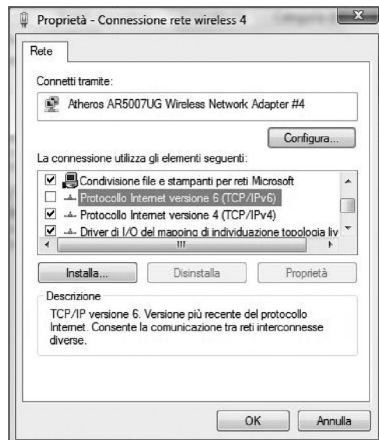 Proprietà - Connessione rete wireless 4
Rete
Connetti tramite:
Atheros AR5007UG Wireless Network Adapter #4
Configura...
La connessione utilizza gli elementi seguenti:
Condivisione file e stampanti per reti Microsoft
Protocollo Internet versione 6 (TCP/IPv6)
Protocollo Internet versione 4 (TCP/IPv4)
Driver di I/O del mapping di individuazione topologia liv
Installa... Disinstalla Proprietà
Descrizione
TCP/IP versione 6. Versione più recente del protocollo
Internet. Consente la comunicazione tra reti interconnesse
diverse.
OK Annulla